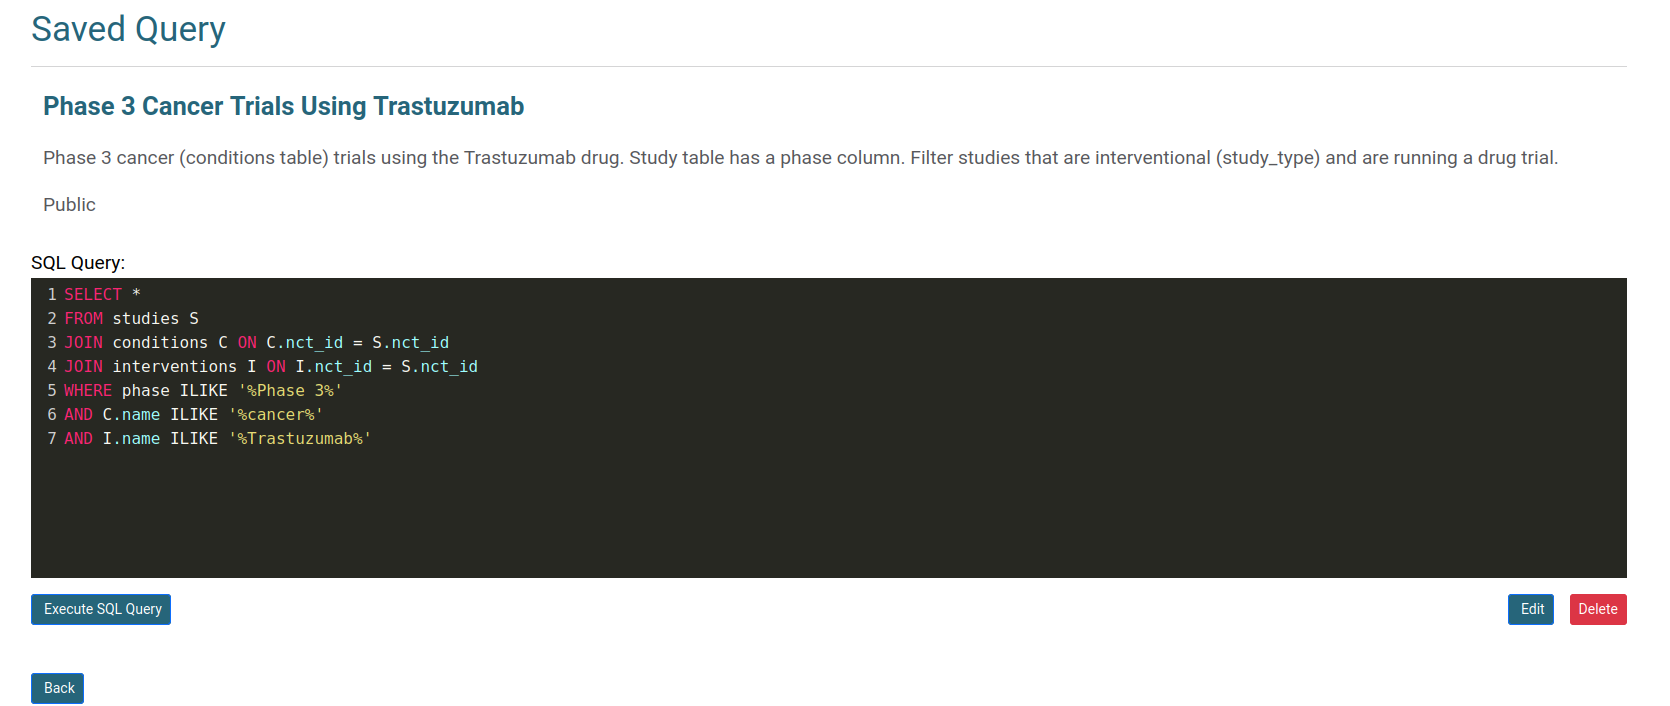 Saved Query
Phase 3 Cancer Trials Using Trastuzumab
Phase 3 cancer (conditions table) trials using the Trastuzumab drug. Study table has a phase column. Filter studies that are interventional (study_type) and are running a drug trial.
Public
SQL Query:
1 SELECT *
2 FROM studies S
3 JOIN conditions C ON C.nct_id = S.nct_id
4 JOIN interventions I ON I.nct_id = S.nct_id
5 WHERE phase ILIKE '%Phase 3%'
6 AND C.name ILIKE '%cancer%'
7 AND I.name ILIKE '%Trastuzumab%'
Execute SQL Query Edit Delete
Back